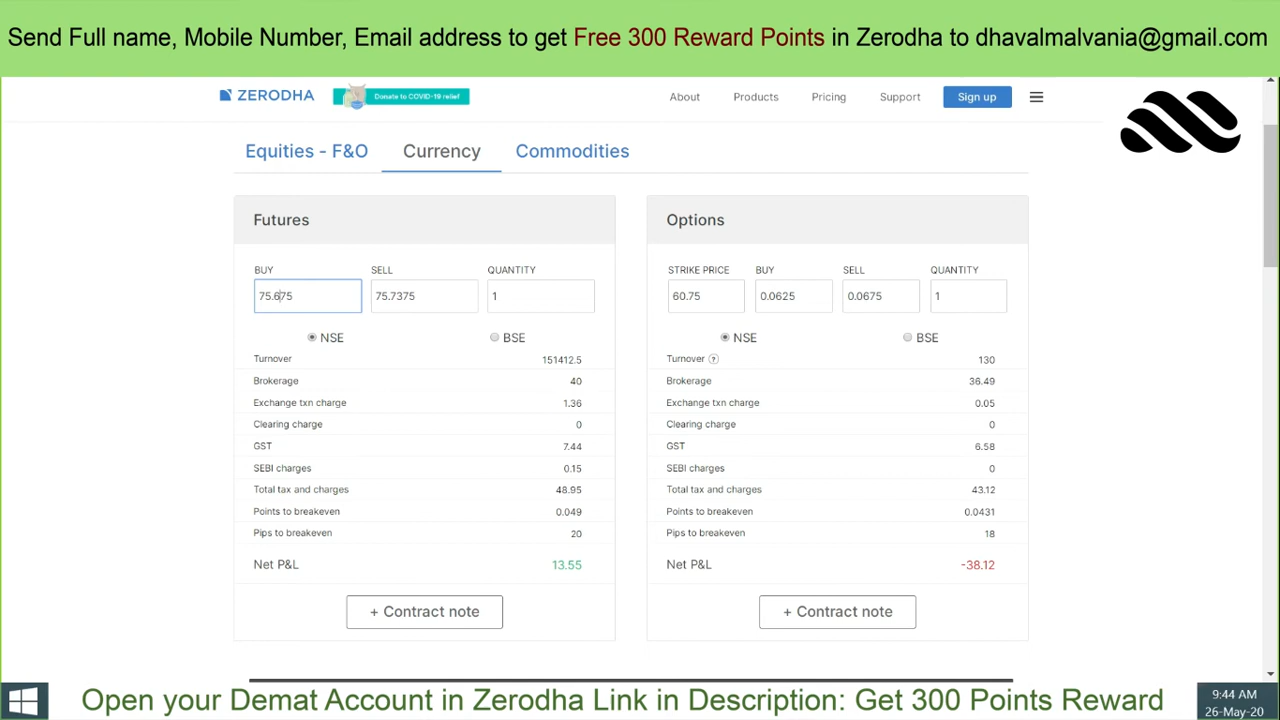 Send Full name, Mobile Number, Email address to get Free 300 Reward Points in Zerodha to dhavalmalvania@gmail.com
ZERODHA Donate to COVID-19 relief About Products Pricing Support Sign up
Equities - F&O Currency Commodities
Futures
BUY SELL QUANTITY
75.675 75.7375 1
NSE BSE
Turnover 151412.5
Brokerage 40
Exchange txn charge 1.36
Clearing charge 0
GST 7.44
SEBI charges 0.15
Total tax and charges 48.95
Points to breakeven 0.049
Pips to breakeven 20
Net P&L 13.55
+ Contract note
Options
STRIKE PRICE BUY SELL QUANTITY
60.75 0.0625 0.0675 1
NSE BSE
Turnover ? 130
Brokerage 36.49
Exchange txn charge 0.05
Clearing charge 0
GST 6.58
SEBI charges 0
Total tax and charges 43.12
Points to breakeven 0.0431
Pips to breakeven 18
Net P&L -38.12
+ Contract note
Open your Demat Account in Zerodha Link in Description: Get 300 Points Reward
9:44 AM
26-May-20